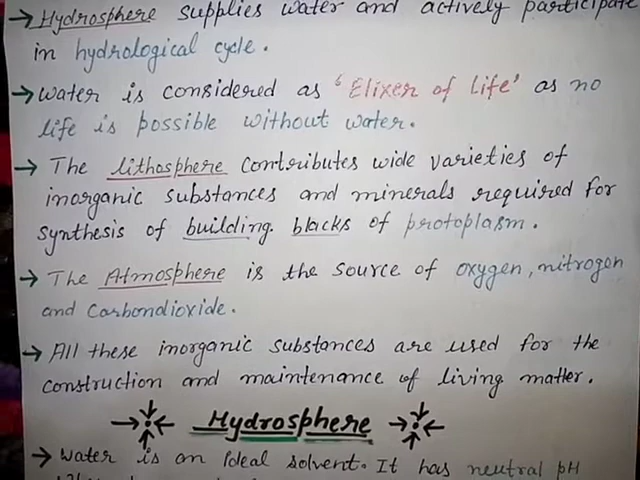 → Hydrosphere supplies water and actively participate
in hydrological cycle.
→ Water is considered as 'Elixer of Life' as no
life is possible without water.
→ The lithosphere contributes wide varieties of
inorganic substances and minerals required for
synthesis of building blacks of protoplasm.
→ The Atmosphere is the source of oxygen, nitrogen
and Carbondioxide.
→ All these inorganic substances are used for the
construction and maintenance of living matter.
Hydrosphere
→ Water is an Ideal solvent. It has neutral pH